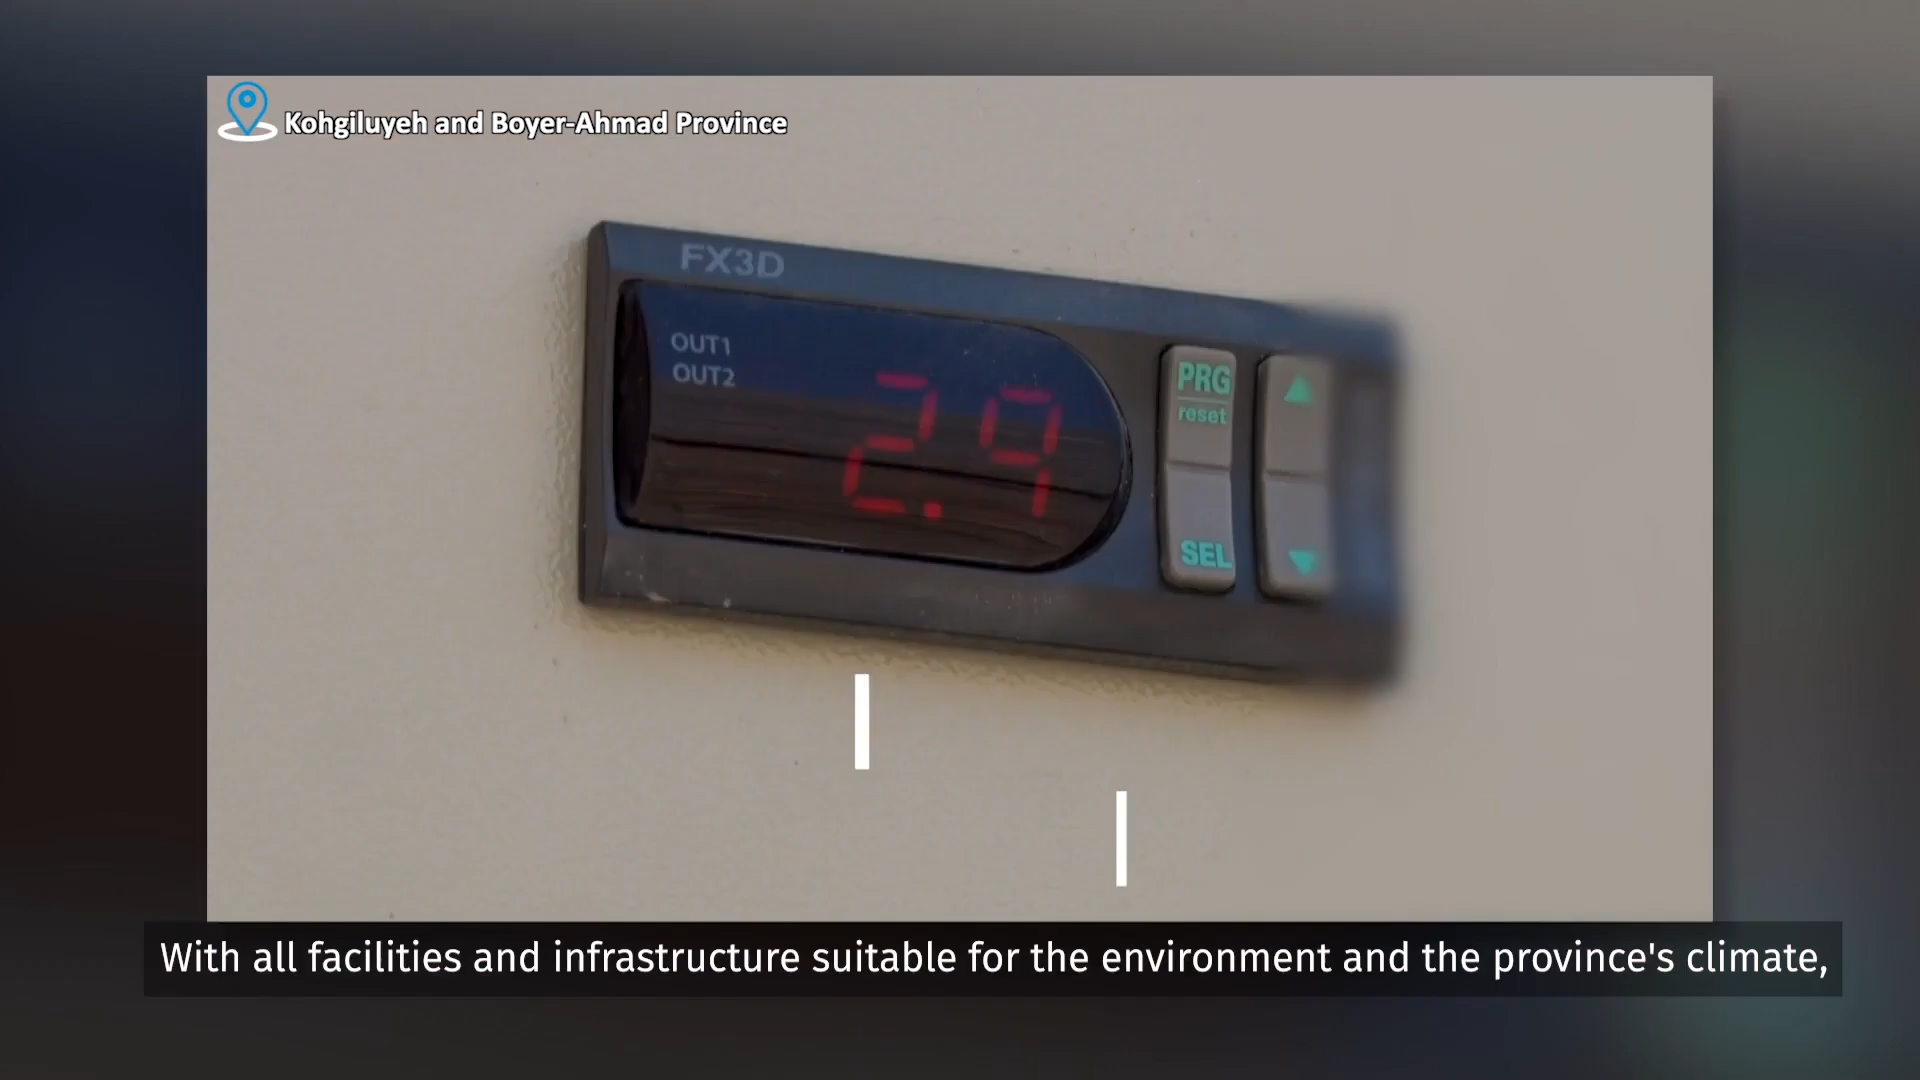 Kohgiluyeh and Boyer-Ahmad Province
FX3D
OUT1
OUT2
2.9
PRG
reset
SEL
With all facilities and infrastructure suitable for the environment and the province's climate,